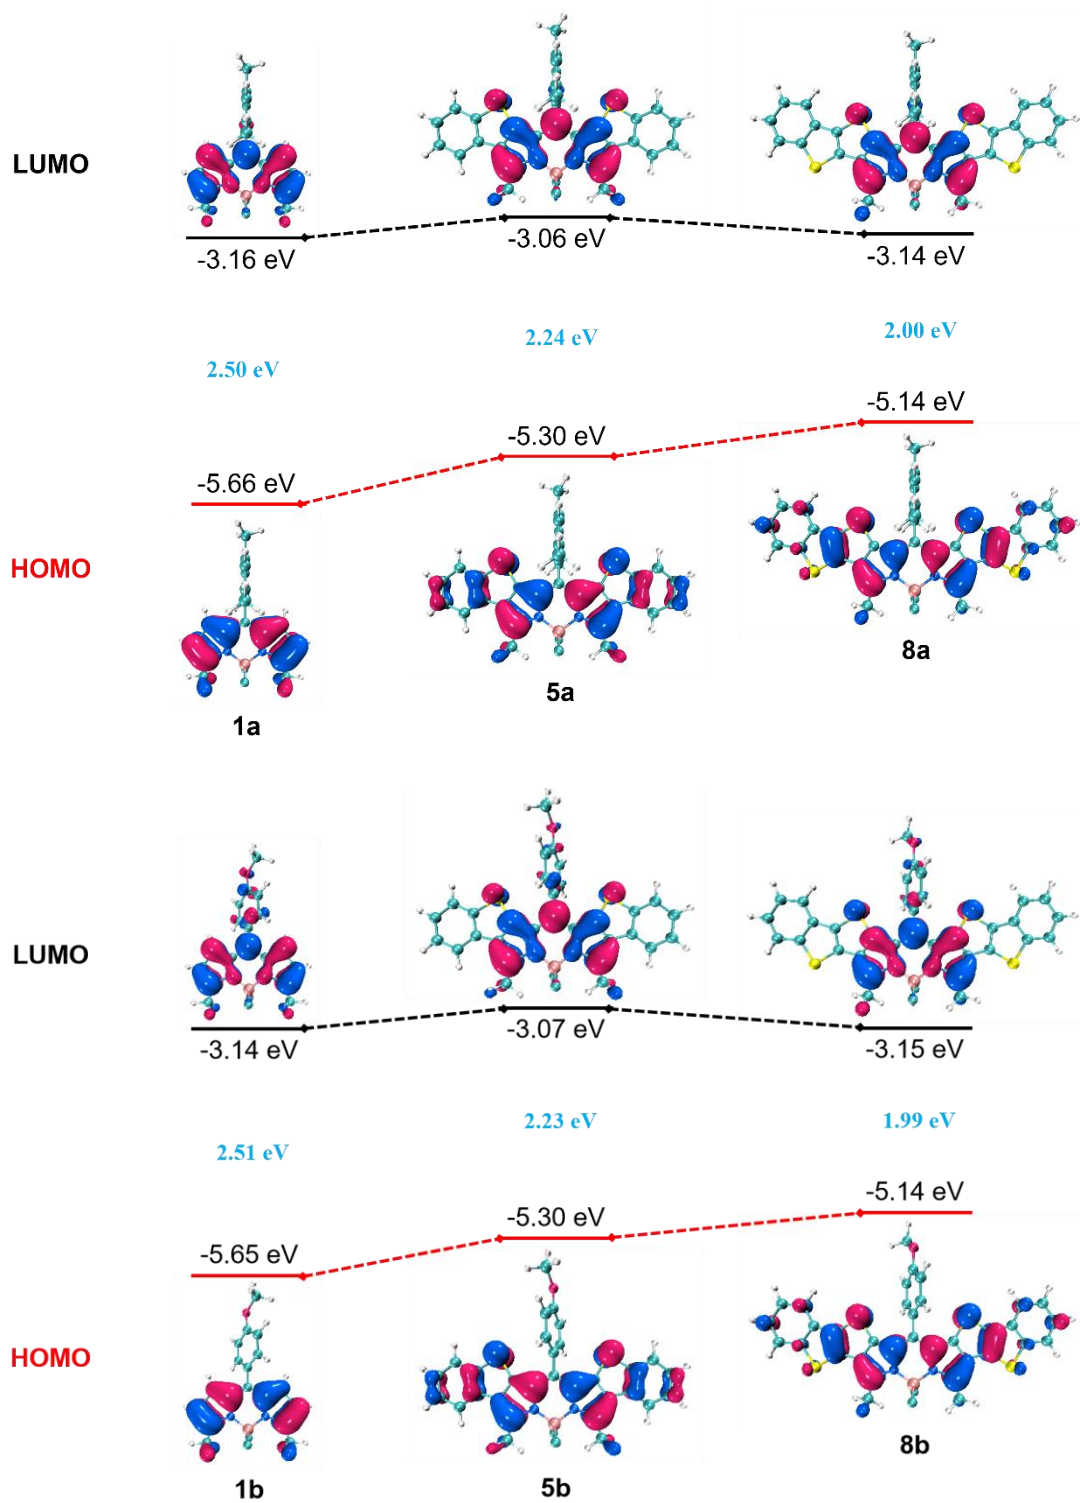 LUMO
-3.16 eV
-3.06 eV
-3.14 eV
2.50 eV
2.24 eV
2.00 eV
-5.66 eV
-5.30 eV
-5.14 eV
HOMO
1a
5a
8a
LUMO
-3.14 eV
-3.07 eV
-3.15 eV
2.51 eV
2.23 eV
1.99 eV
-5.65 eV
-5.30 eV
-5.14 eV
HOMO
1b
5b
8b